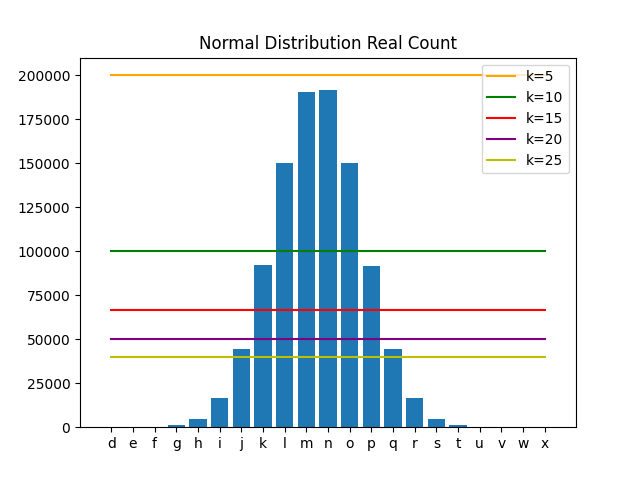 Normal Distribution Real Count
200000
175000
150000
125000
100000
75000
50000
25000
0
k=5
k=10
k=15
k=20
k=25
d e f g h i j k l m n o p q r s t u v w x